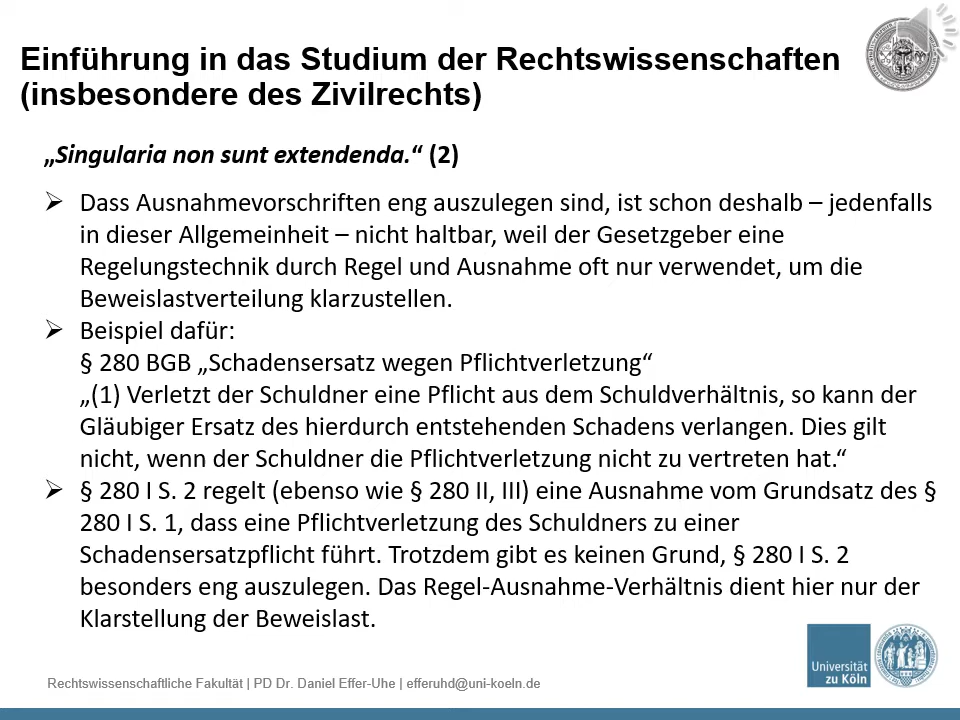 Einführung in das Studium der Rechtswissenschaften
(insbesondere des Zivilrechts)
„Singularia non sunt extendenda.“ (2)
Dass Ausnahmevorschriften eng auszulegen sind, ist schon deshalb – jedenfalls
in dieser Allgemeinheit – nicht haltbar, weil der Gesetzgeber eine
Regelungstechnik durch Regel und Ausnahme oft nur verwendet, um die
Beweislastverteilung klarzustellen.
Beispiel dafür:
§ 280 BGB „Schadensersatz wegen Pflichtverletzung“
„(1) Verletzt der Schuldner eine Pflicht aus dem Schuldverhältnis, so kann der
Gläubiger Ersatz des hierdurch entstehenden Schadens verlangen. Dies gilt
nicht, wenn der Schuldner die Pflichtverletzung nicht zu vertreten hat.“
§ 280 I S. 2 regelt (ebenso wie § 280 II, III) eine Ausnahme vom Grundsatz des §
280 I S. 1, dass eine Pflichtverletzung des Schuldners zu einer
Schadensersatzpflicht führt. Trotzdem gibt es keinen Grund, § 280 I S. 2
besonders eng auszulegen. Das Regel-Ausnahme-Verhältnis dient hier nur der
Klarstellung der Beweislast.
Universität
zu Köln
Rechtswissenschaftliche Fakultät | PD Dr. Daniel Effer-Uhe | efferuhd@uni-koeln.de